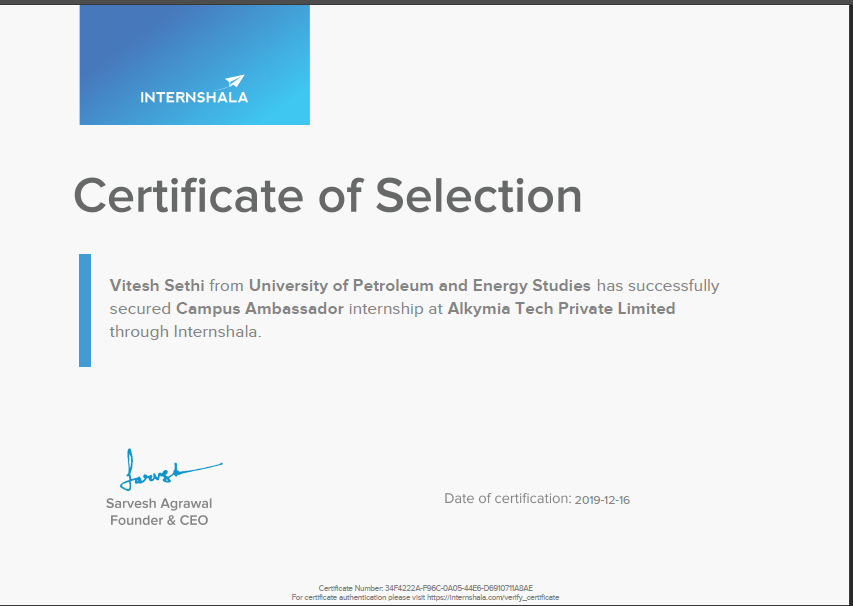 INTERNSHALA
Certificate of Selection
Vitesh Sethi from University of Petroleum and Energy Studies has successfully
secured Campus Ambassador internship at Alkymia Tech Private Limited
through Internshala.
Sarvesh
Sarvesh Agrawal
Founder & CEO
Date of certification: 2019-12-16
Certificate Number: 34F4222A-F96C-0A05-44E6-D6910711A8AE
For certificate authentication please visit https://internshala.com/verify_certificate